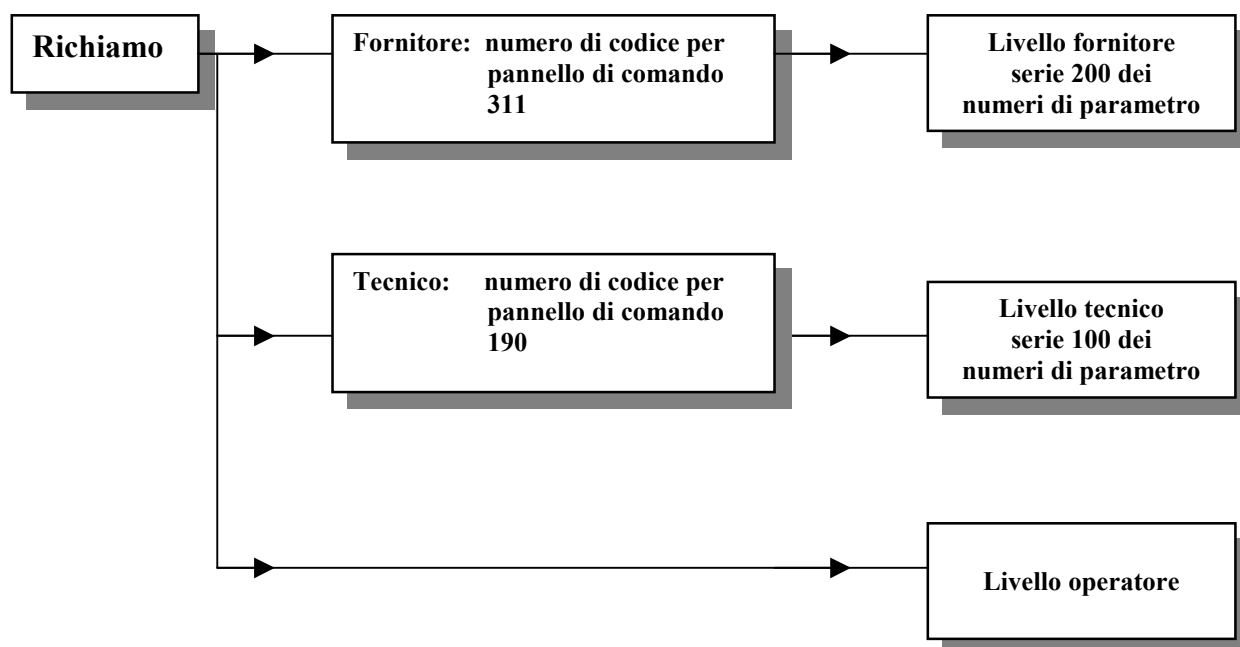 Richiamo
Fornitore: numero di codice per
pannello di comando
311
Livello fornitore
serie 200 dei
numeri di parametro
Tecnico: numero di codice per
pannello di comando
190
Livello tecnico
serie 100 dei
numeri di parametro
Livello operatore